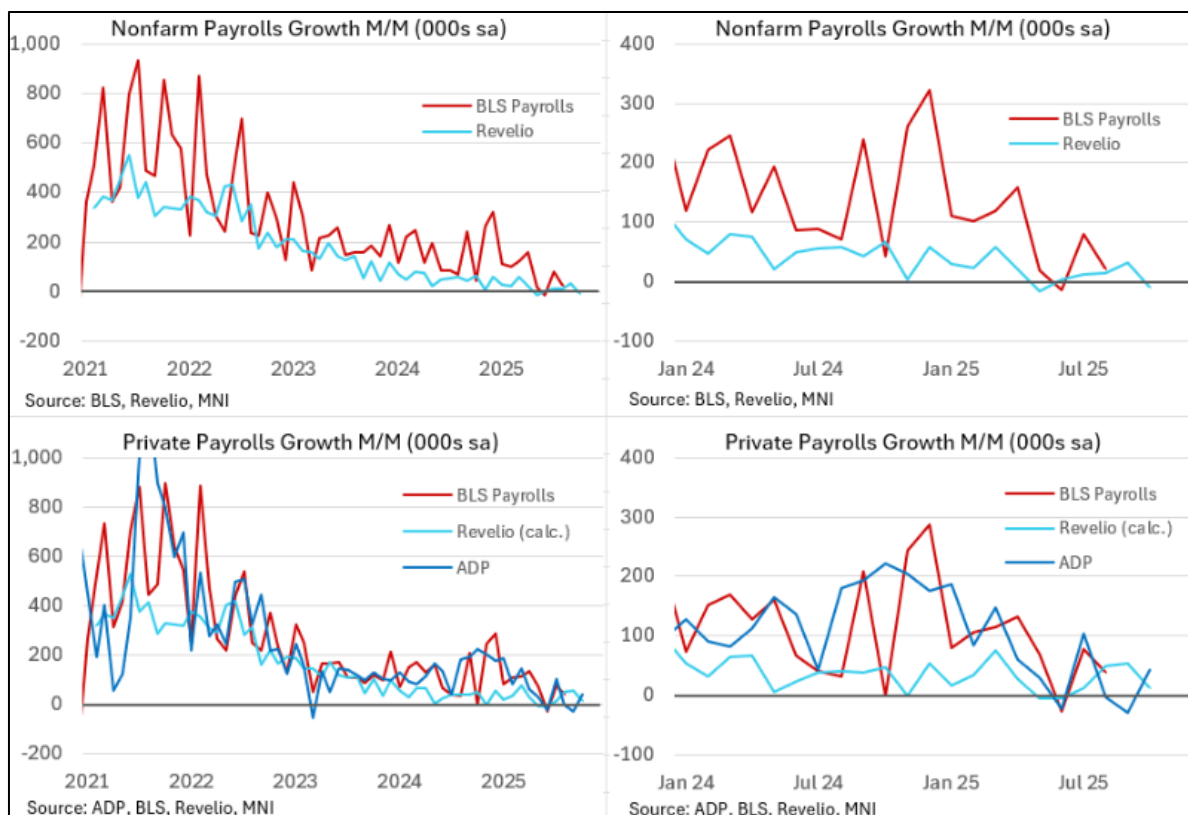 Nonfarm Payrolls Growth M/M (000s sa)
1,000
800
600
400
200
0
-200
BLS Payrolls
Revelio
2021 2022 2023 2024 2025
Source: BLS, Revelio, MNI
Nonfarm Payrolls Growth M/M (000s sa)
400
300
200
100
0
-100
BLS Payrolls
Revelio
Jan 24 Jul 24 Jan 25 Jul 25
Source: BLS, Revelio, MNI
Private Payrolls Growth M/M (000s sa)
1,000
800
600
400
200
0
-200
BLS Payrolls
Revelio (calc.)
ADP
2021 2022 2023 2024 2025
Source: ADP, BLS, Revelio, MNI
Private Payrolls Growth M/M (000s sa)
400
300
200
100
0
-100
BLS Payrolls
Revelio (calc.)
ADP
Jan 24 Jul 24 Jan 25 Jul 25
Source: ADP, BLS, Revelio, MNI